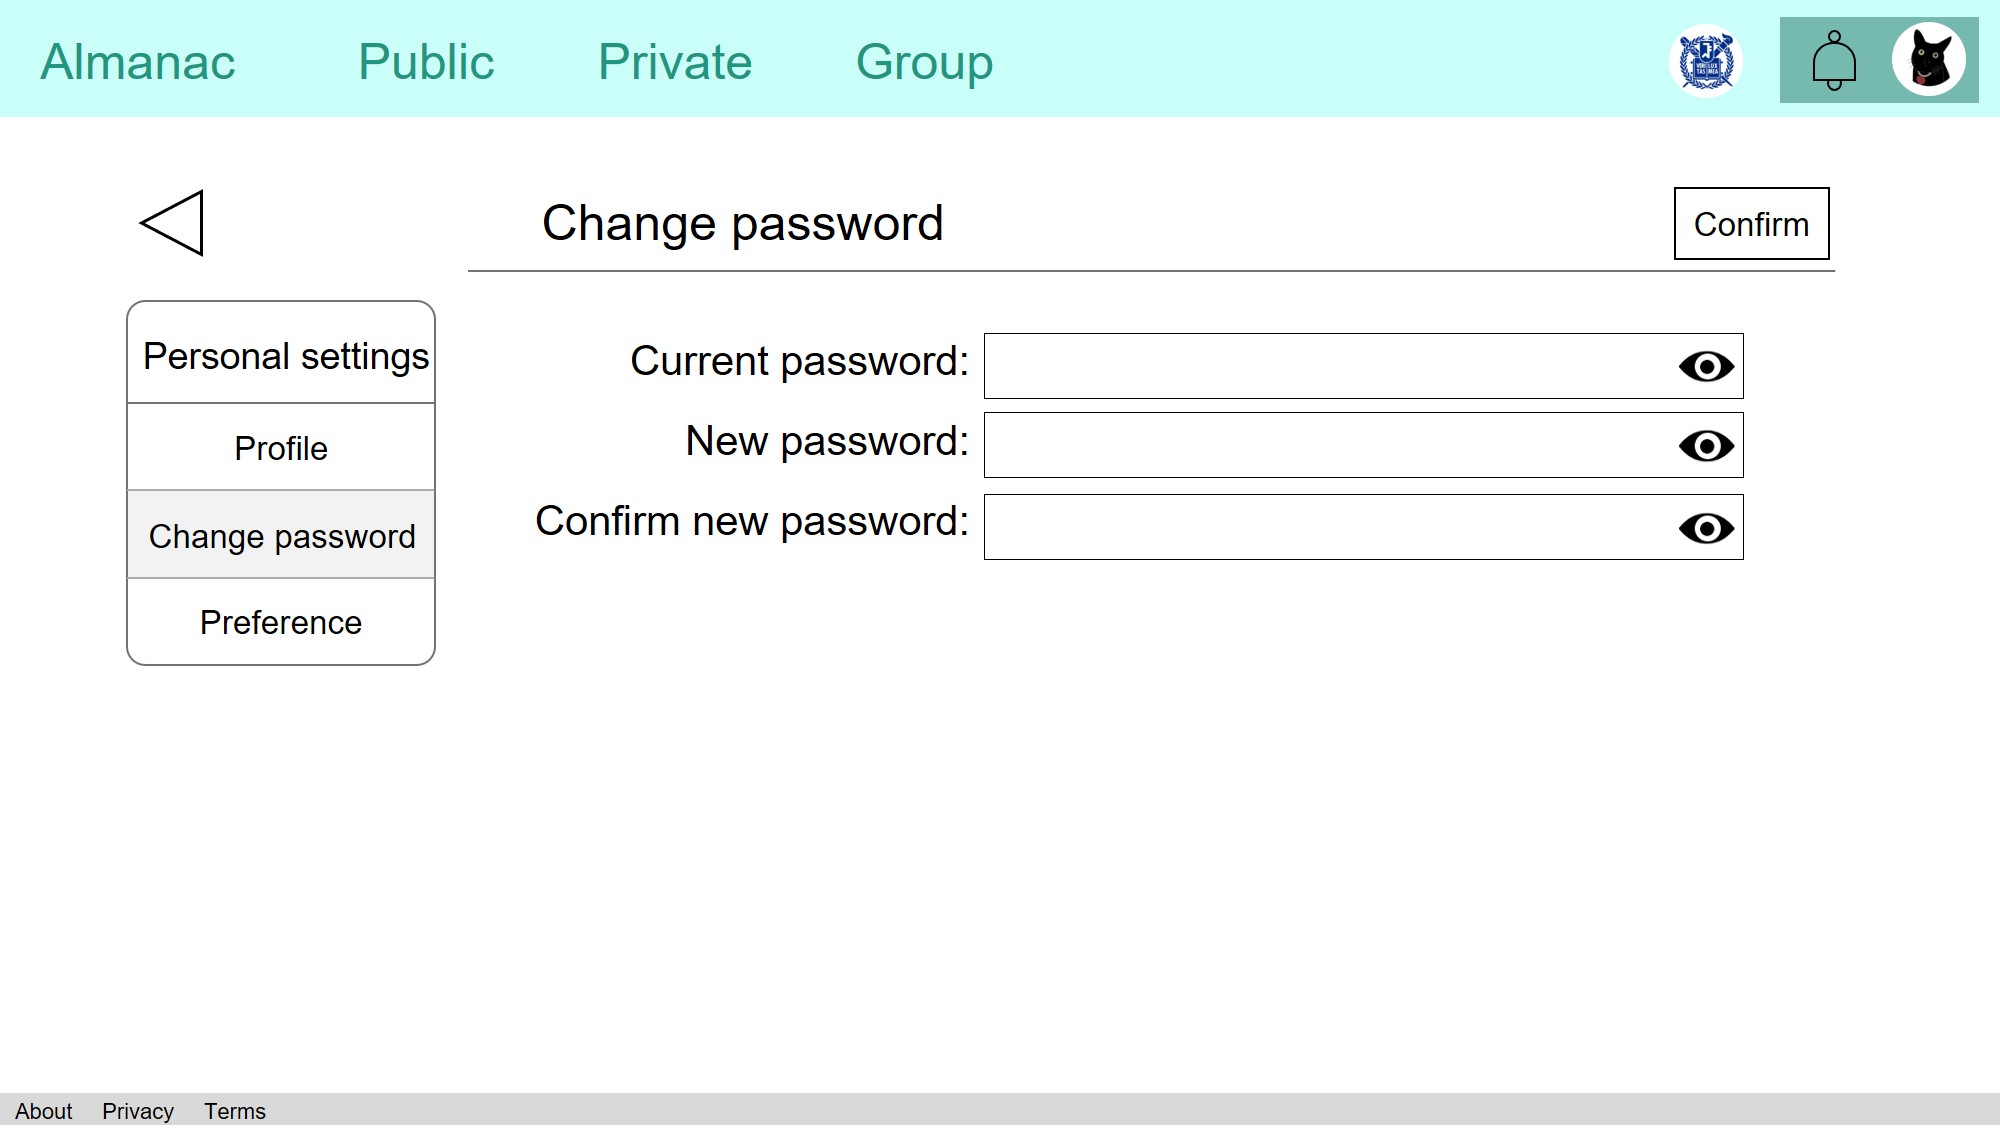 Almanac Public Private Group
Change password
Confirm
Personal settings
Profile
Change password
Preference
Current password:
New password:
Confirm new password:
About Privacy Terms